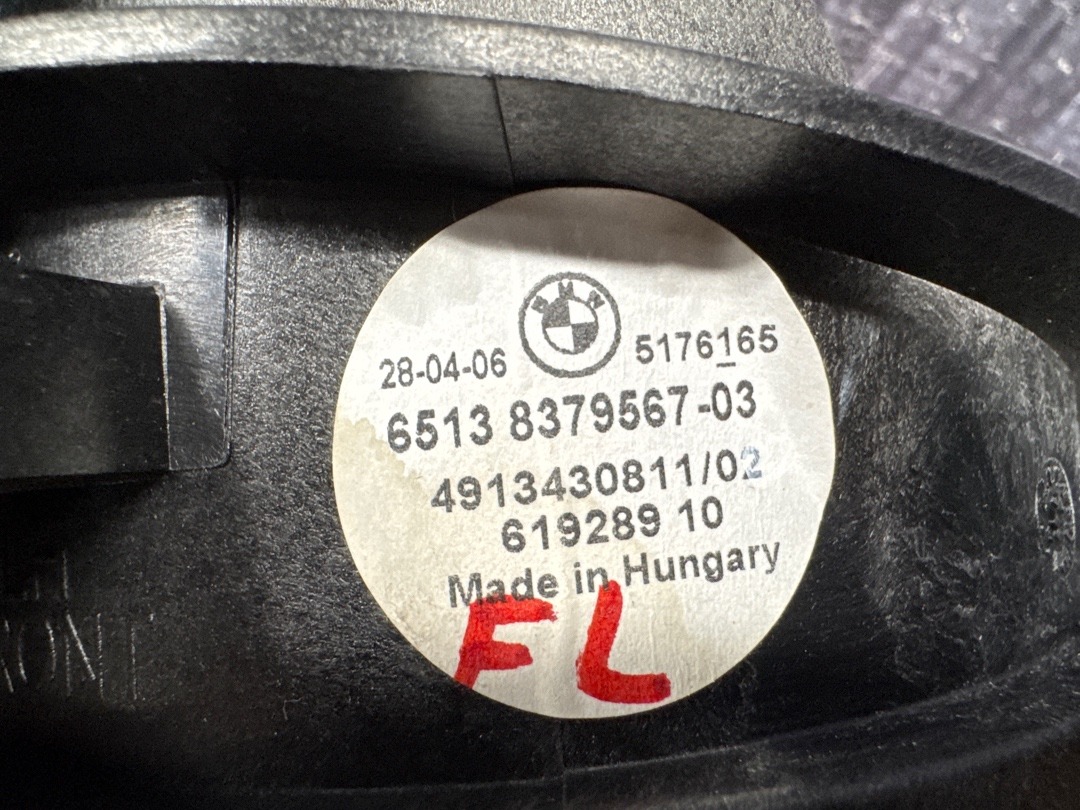 BMW
28-04-06 5176165
6513 8379567-03
4913430811/02
619289 10
Made in Hungary
FL